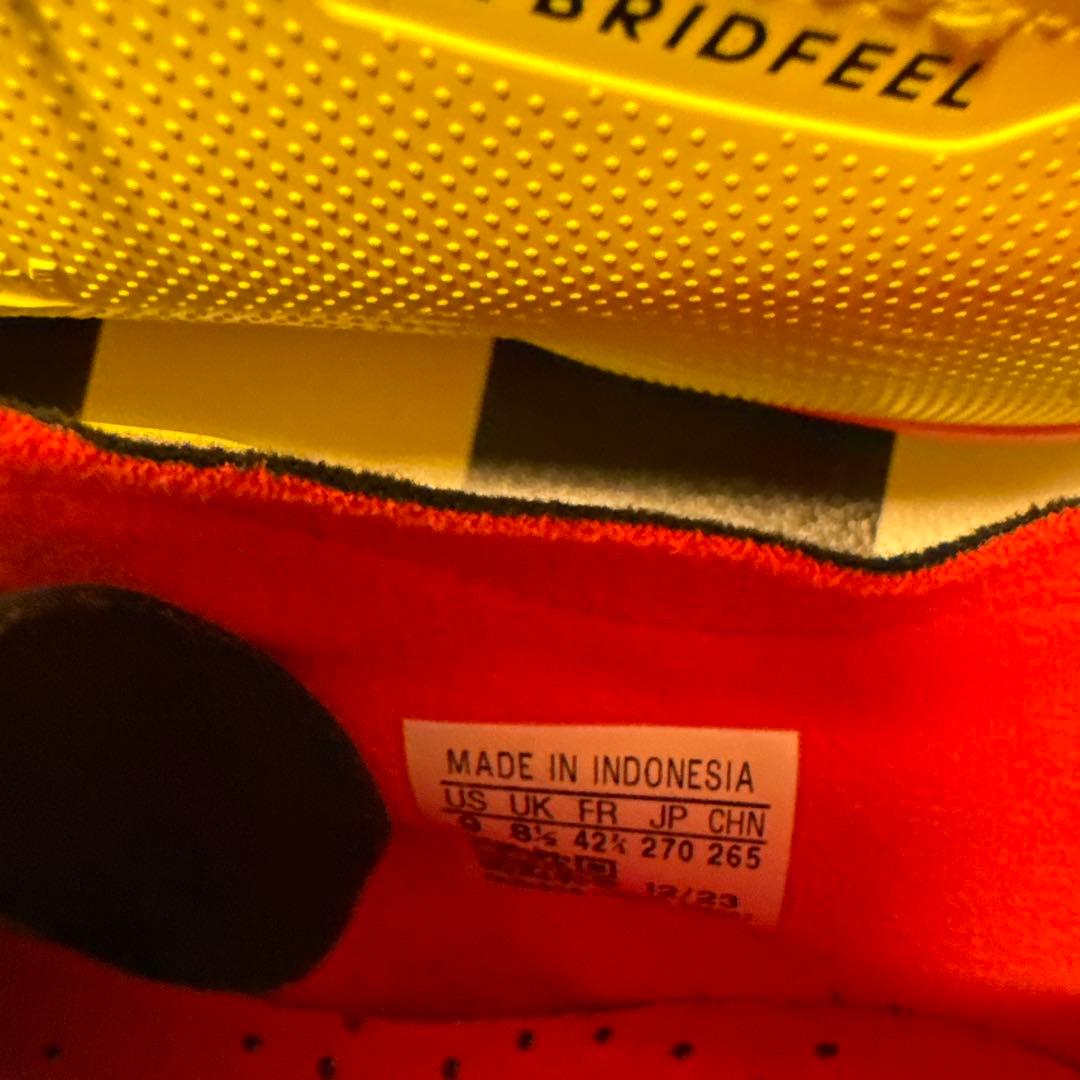 BRIDFEEL
MADE IN INDONESIA
US UK FR JP CHN
9 8½ 42⅔ 270 265
12/23